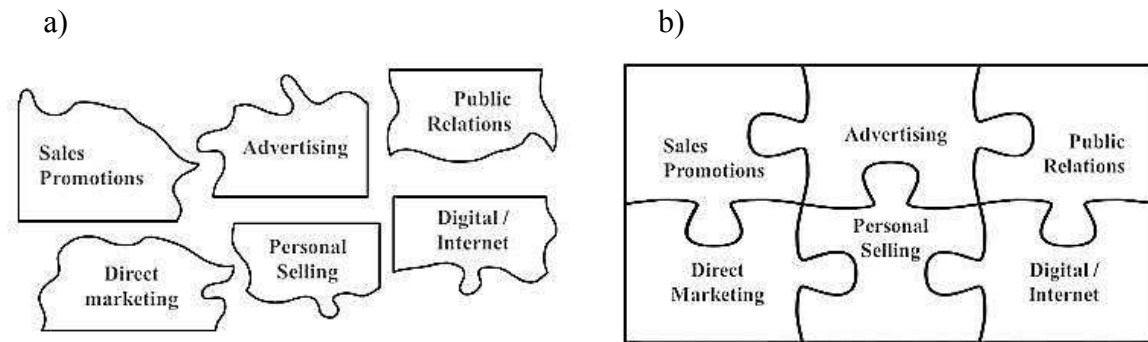 a)
Sales
Promotions
Advertising
Public
Relations
Direct
marketing
Personal
Selling
Digital /
Internet
b)
Sales
Promotions
Advertising
Public
Relations
Direct
Marketing
Personal
Selling
Digital /
Internet